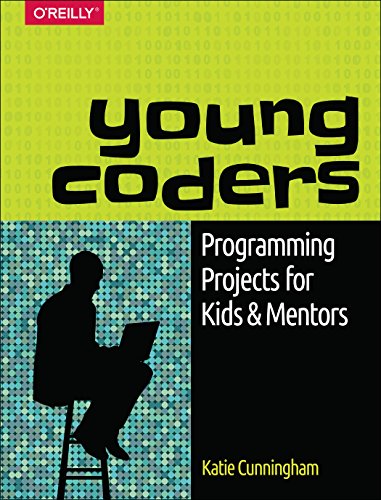 O'REILLY®
young
coders
Programming
Projects for
Kids & Mentors
Katie Cunningham